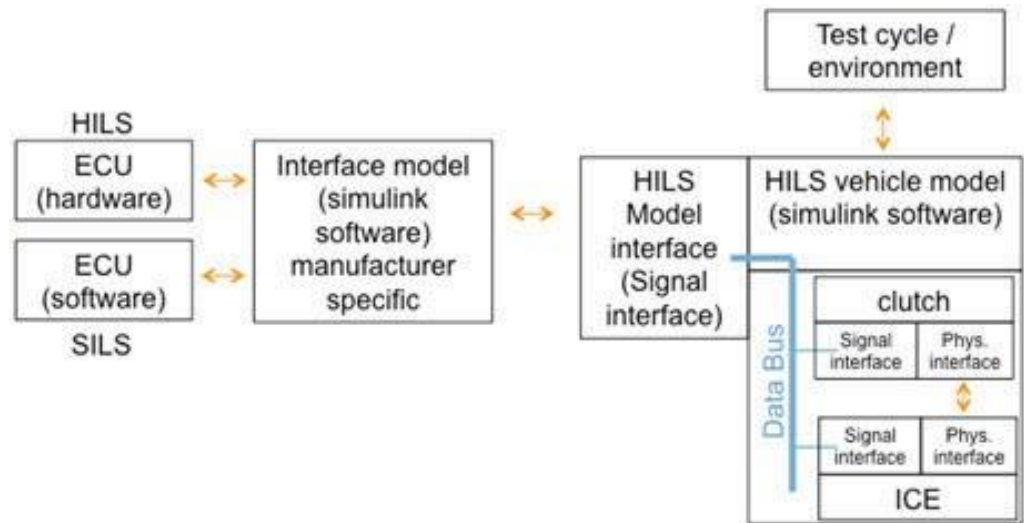 Test cycle /
environment
HILS
ECU
(hardware)
ECU
(software)
SILS
Interface model
(simulink
software)
manufacturer
specific
HILS
Model
interface
(Signal
interface)
HILS vehicle model
(simulink software)
Data Bus
clutch
Signal
interface
Phys.
interface
Signal
interface
Phys.
interface
ICE